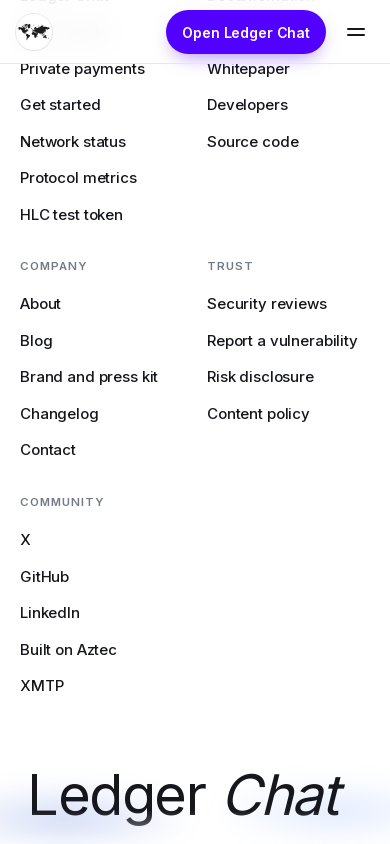 Open Ledger Chat
Private payments
Whitepaper
Get started
Developers
Network status
Source code
Protocol metrics
HLC test token
COMPANY
TRUST
About
Security reviews
Blog
Report a vulnerability
Brand and press kit
Risk disclosure
Changelog
Content policy
Contact
COMMUNITY
X
GitHub
LinkedIn
Built on Aztec
XMTP
Ledger Chat